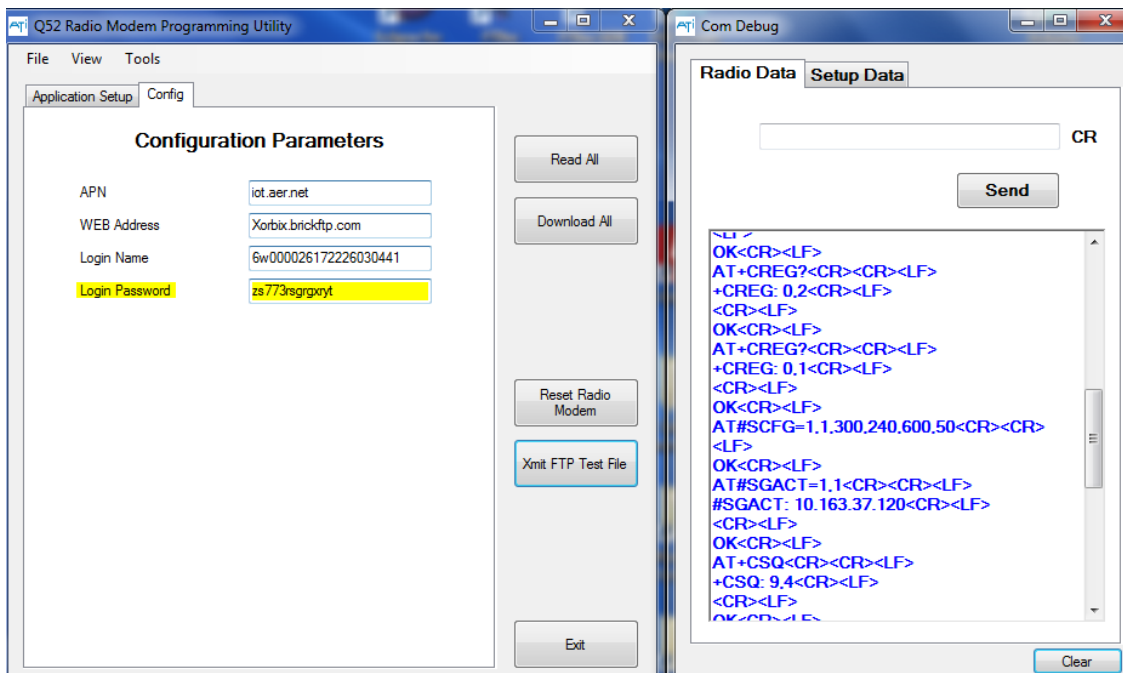 ATi Q52 Radio Modem Programming Utility
File View Tools
Application Setup Config
Configuration Parameters
APN iot.aer.net
WEB Address Xorbix.brickftp.com
Login Name 6w000026172226030441
Login Password zs773rsgrgxryt
Read All
Download All
Reset Radio
Modem
Xmit FTP Test File
Exit
ATi Com Debug
Radio Data Setup Data
CR
Send
<LF>
OK<CR><LF>
AT+CREG?<CR><CR><LF>
+CREG: 0,2<CR><LF>
<CR><LF>
OK<CR><LF>
AT+CREG?<CR><CR><LF>
+CREG: 0,1<CR><LF>
<CR><LF>
OK<CR><LF>
AT#SCFG=1,1,300,240,600,50<CR><CR>
<LF>
OK<CR><LF>
AT#SGACT=1,1<CR><CR><LF>
#SGACT: 10.163.37.120<CR><LF>
<CR><LF>
OK<CR><LF>
AT+CSQ<CR><CR><LF>
+CSQ: 9,4<CR><LF>
<CR><LF>
OK<CR><LF>
Clear